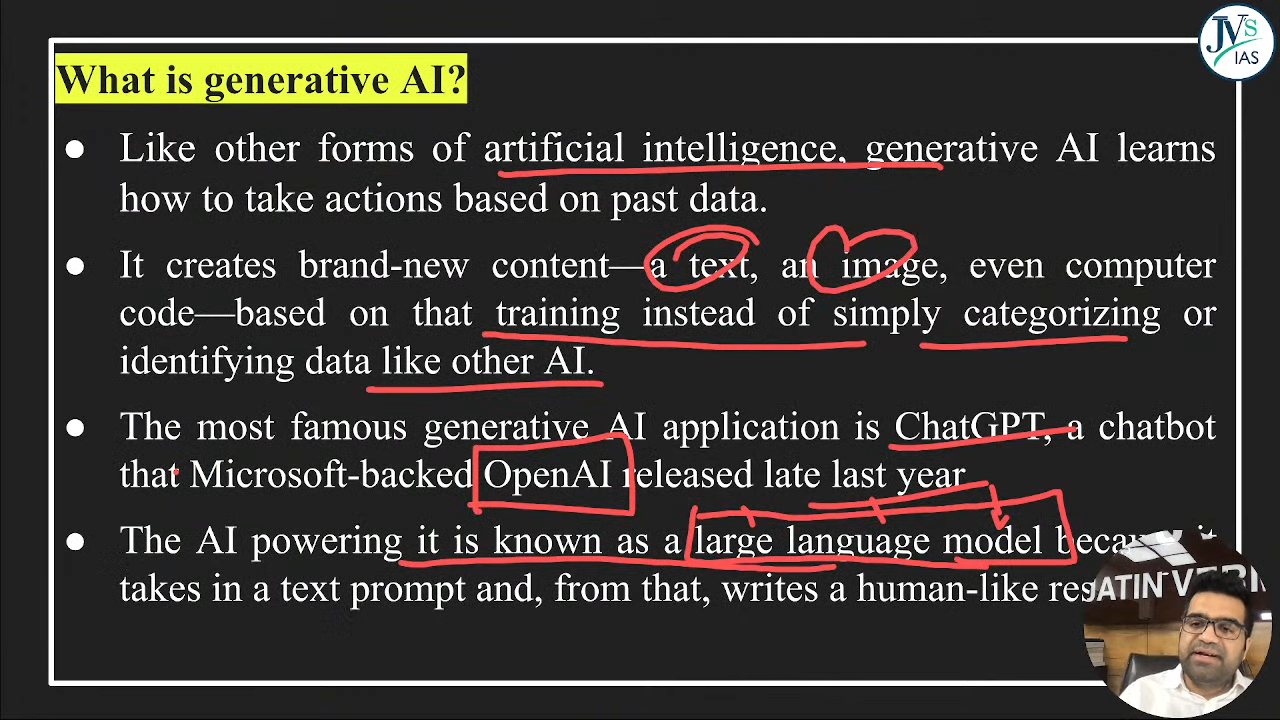 JVS
IAS
What is generative AI?
● Like other forms of artificial intelligence, generative AI learns
how to take actions based on past data.
● It creates brand-new content—a text, an image, even computer
code—based on that training instead of simply categorizing or
identifying data like other AI.
● The most famous generative AI application is ChatGPT, a chatbot
that Microsoft-backed OpenAI released late last year
● The AI powering it is known as a large language model because it
takes in a text prompt and, from that, writes a human-like